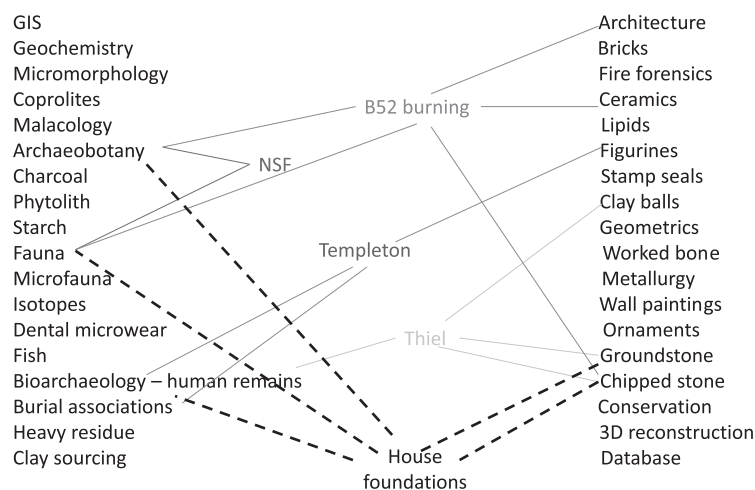 GIS
Geochemistry
Micromorphology
Coprolites
Malacology
Archaeobotany
Charcoal
Phytolith
Starch
Fauna
Microfauna
Isotopes
Dental microwear
Fish
Bioarchaeology – human remains
Burial associations
Heavy residue
Clay sourcing
B52 burning
NSF
Templeton
Thiel
House
foundations
Architecture
Bricks
Fire forensics
Ceramics
Lipids
Figurines
Stamp seals
Clay balls
Geometrics
Worked bone
Metallurgy
Wall paintings
Ornaments
Groundstone
Chipped stone
Conservation
3D reconstruction
Database